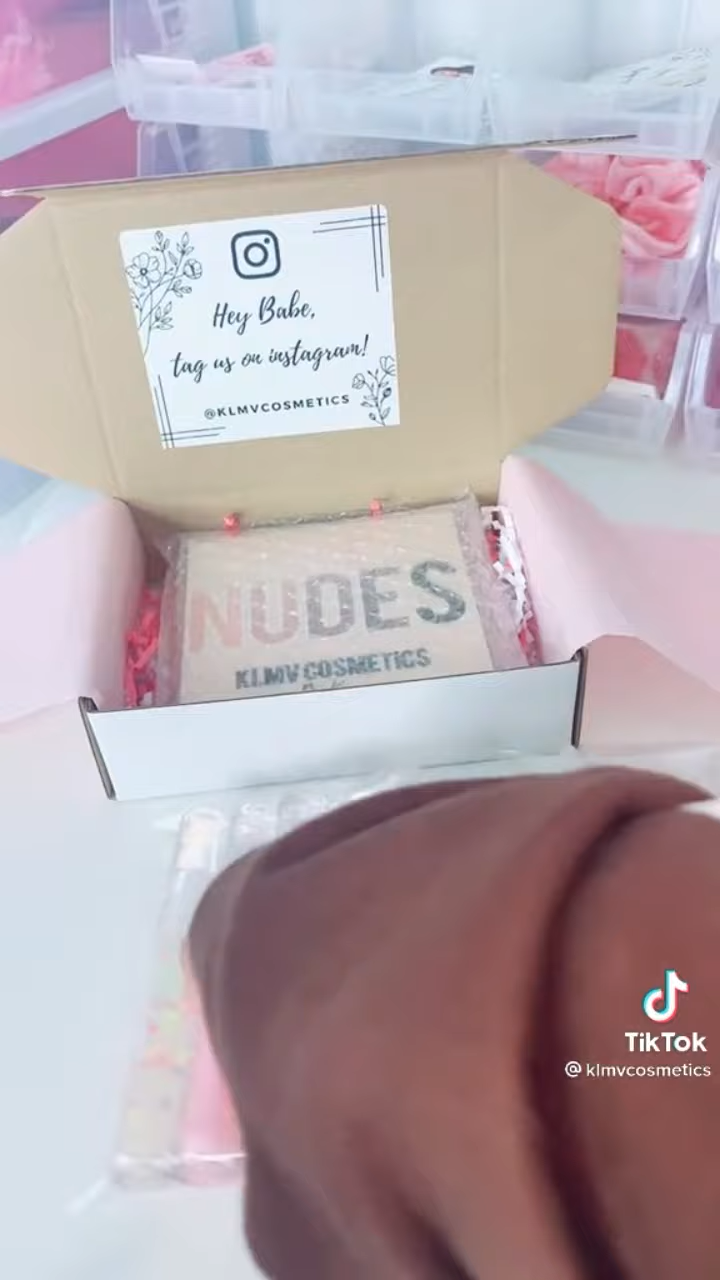 Hey Babe,
tag us on instagram!
@KLMVCOSMETICS
NUDES
KLMV COSMETICS
TikTok
@klmvcosmetics